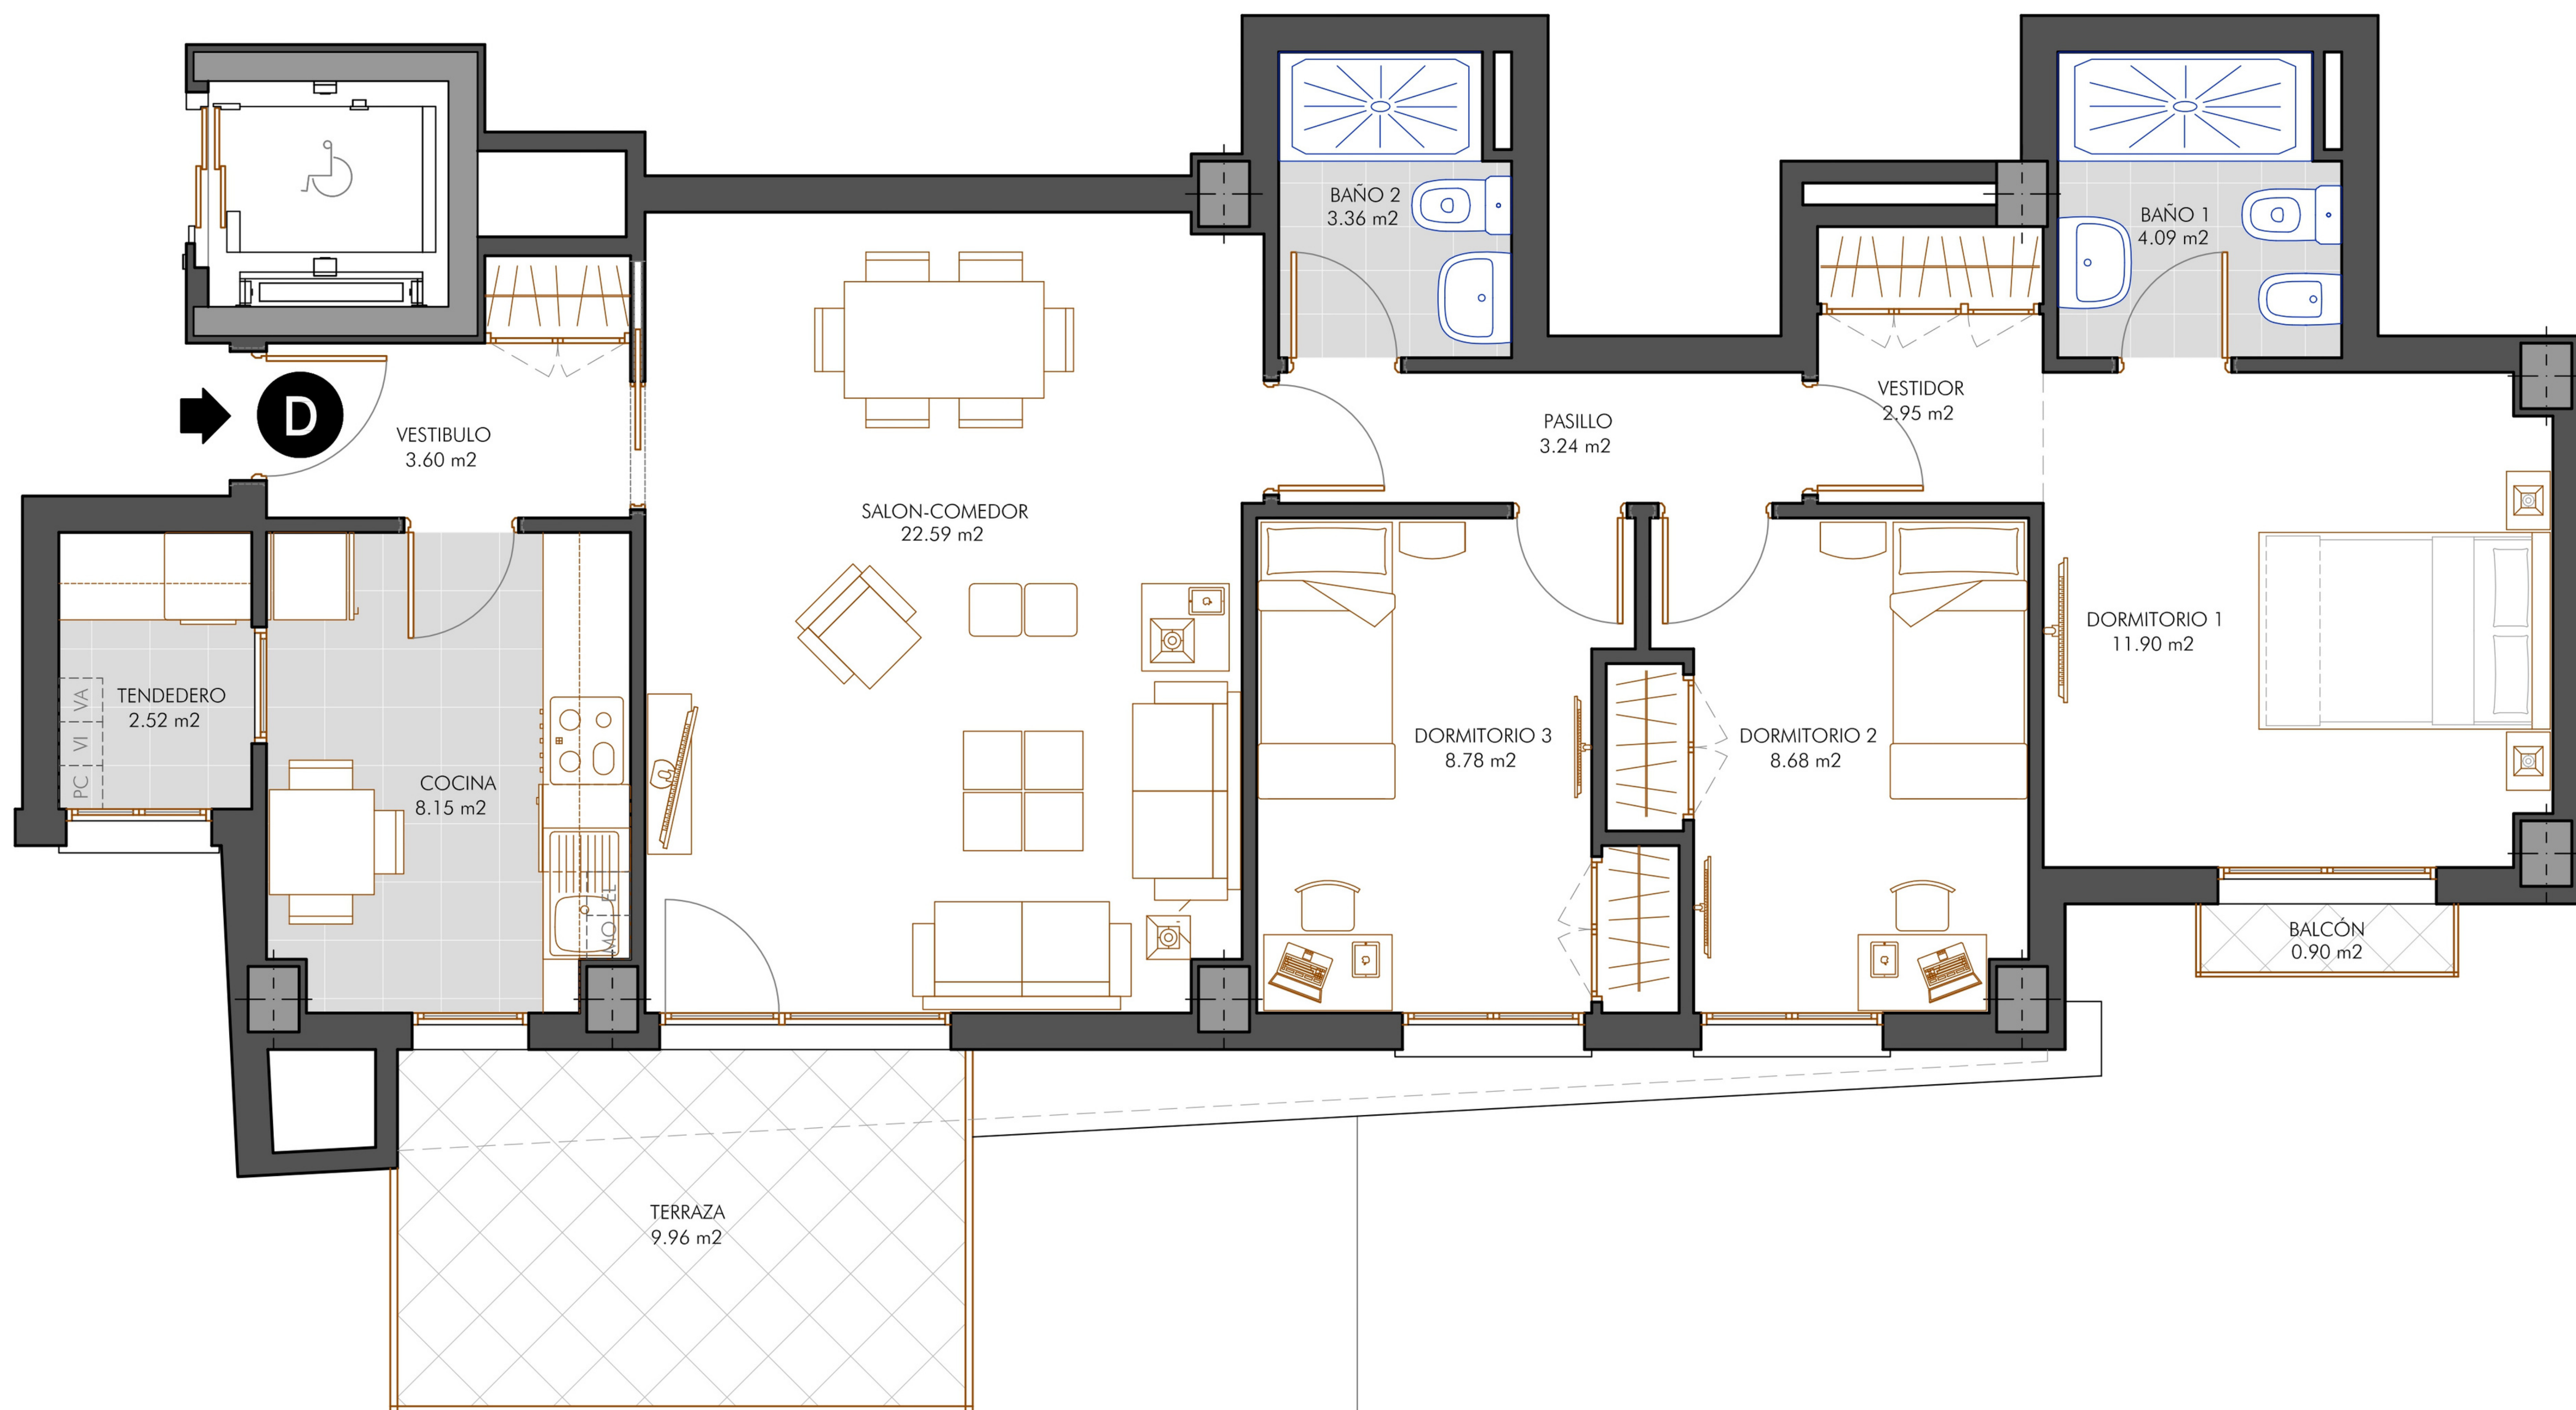 BAÑO 2
3.36 m2
BAÑO 1
4.09 m2
D
VESTIBULO
3.60 m2
PASILLO
3.24 m2
VESTIDOR
2.95 m2
SALON-COMEDOR
22.59 m2
DORMITORIO 1
11.90 m2
TENDEDERO
2.52 m2
VA
VI
PC
COCINA
8.15 m2
DORMITORIO 3
8.78 m2
DORMITORIO 2
8.68 m2
EL
MO
BALCÓN
0.90 m2
TERRAZA
9.96 m2